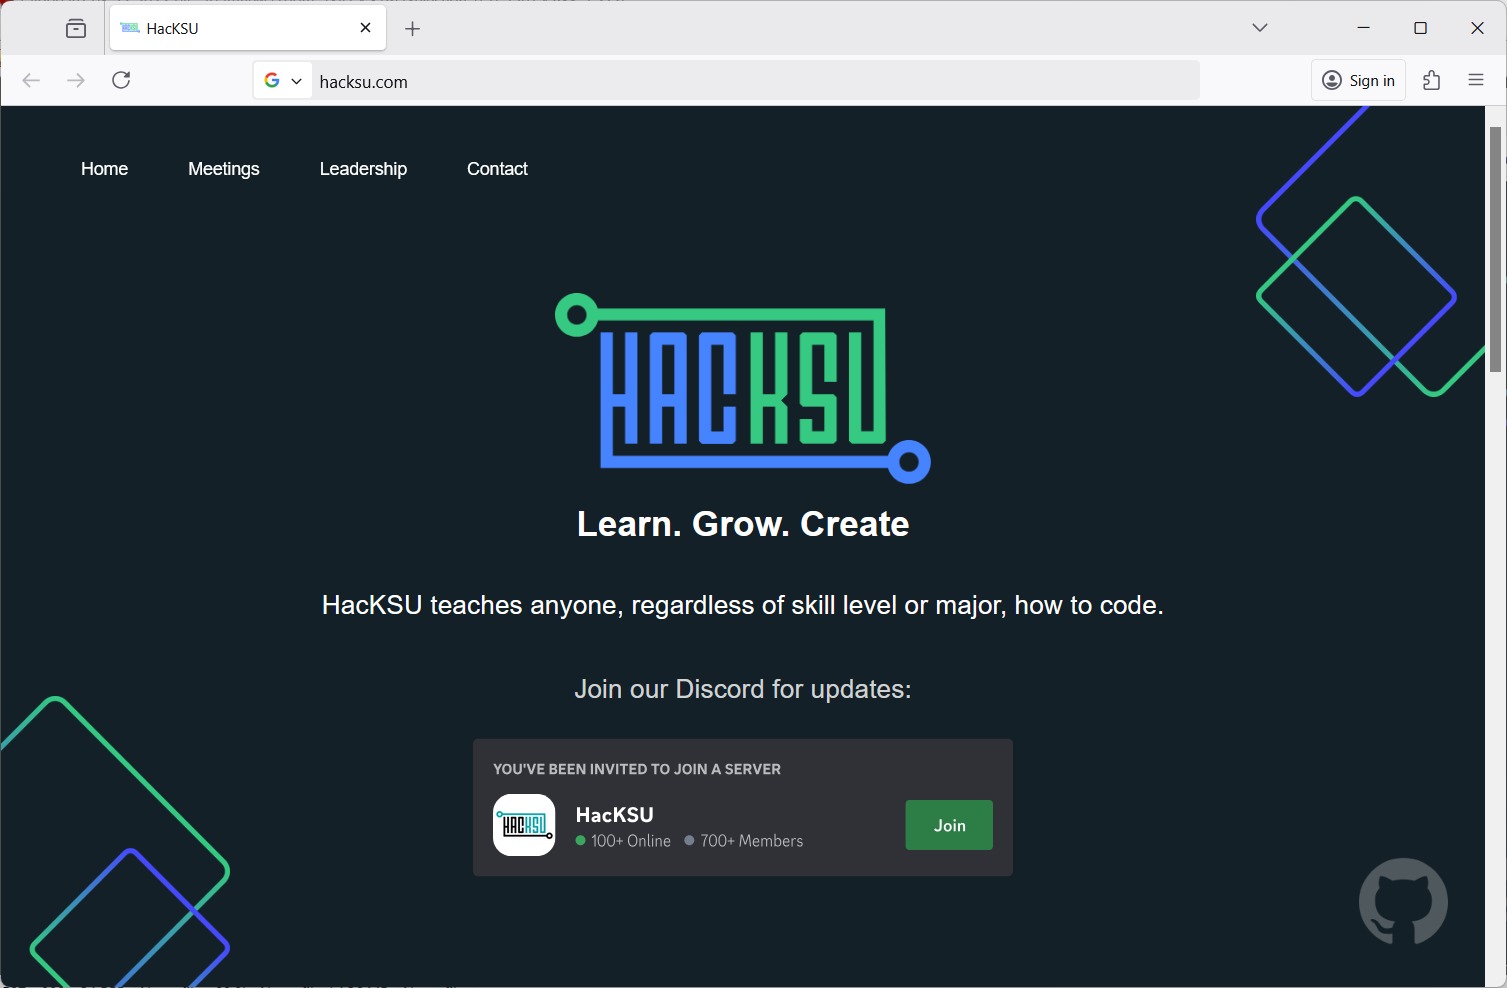 HacKSU
hacksu.com
Sign in
Home
Meetings
Leadership
Contact
HACKSU
Learn. Grow. Create
HacKSU teaches anyone, regardless of skill level or major, how to code.
Join our Discord for updates:
YOU'VE BEEN INVITED TO JOIN A SERVER
HACKSU
HacKSU
100+ Online
700+ Members
Join